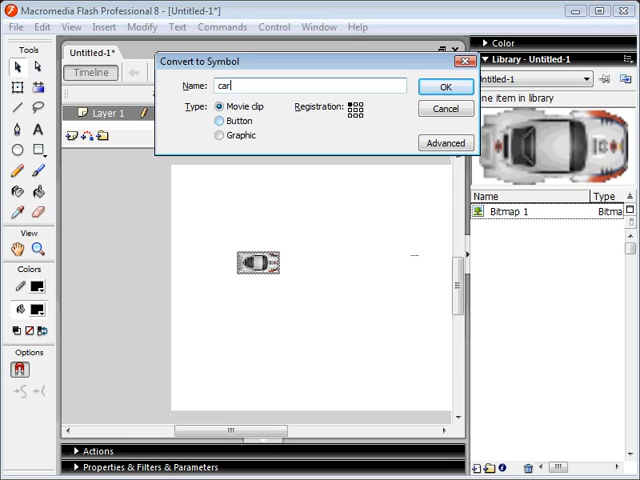 Macromedia Flash Professional 8 - [Untitled-1*]
File Edit View Insert Modify Text Commands Control Window Help
Tools
View
Colors
Options
Untitled-1*
Timeline
Layer 1
Convert to Symbol
Name: car
OK
Type: Movie clip
Registration:
Button
Cancel
Graphic
Advanced
Color
Library - Untitled-1
Untitled-1
one item in library
Name Type
Bitmap 1 Bitma
Actions
Properties & Filters & Parameters